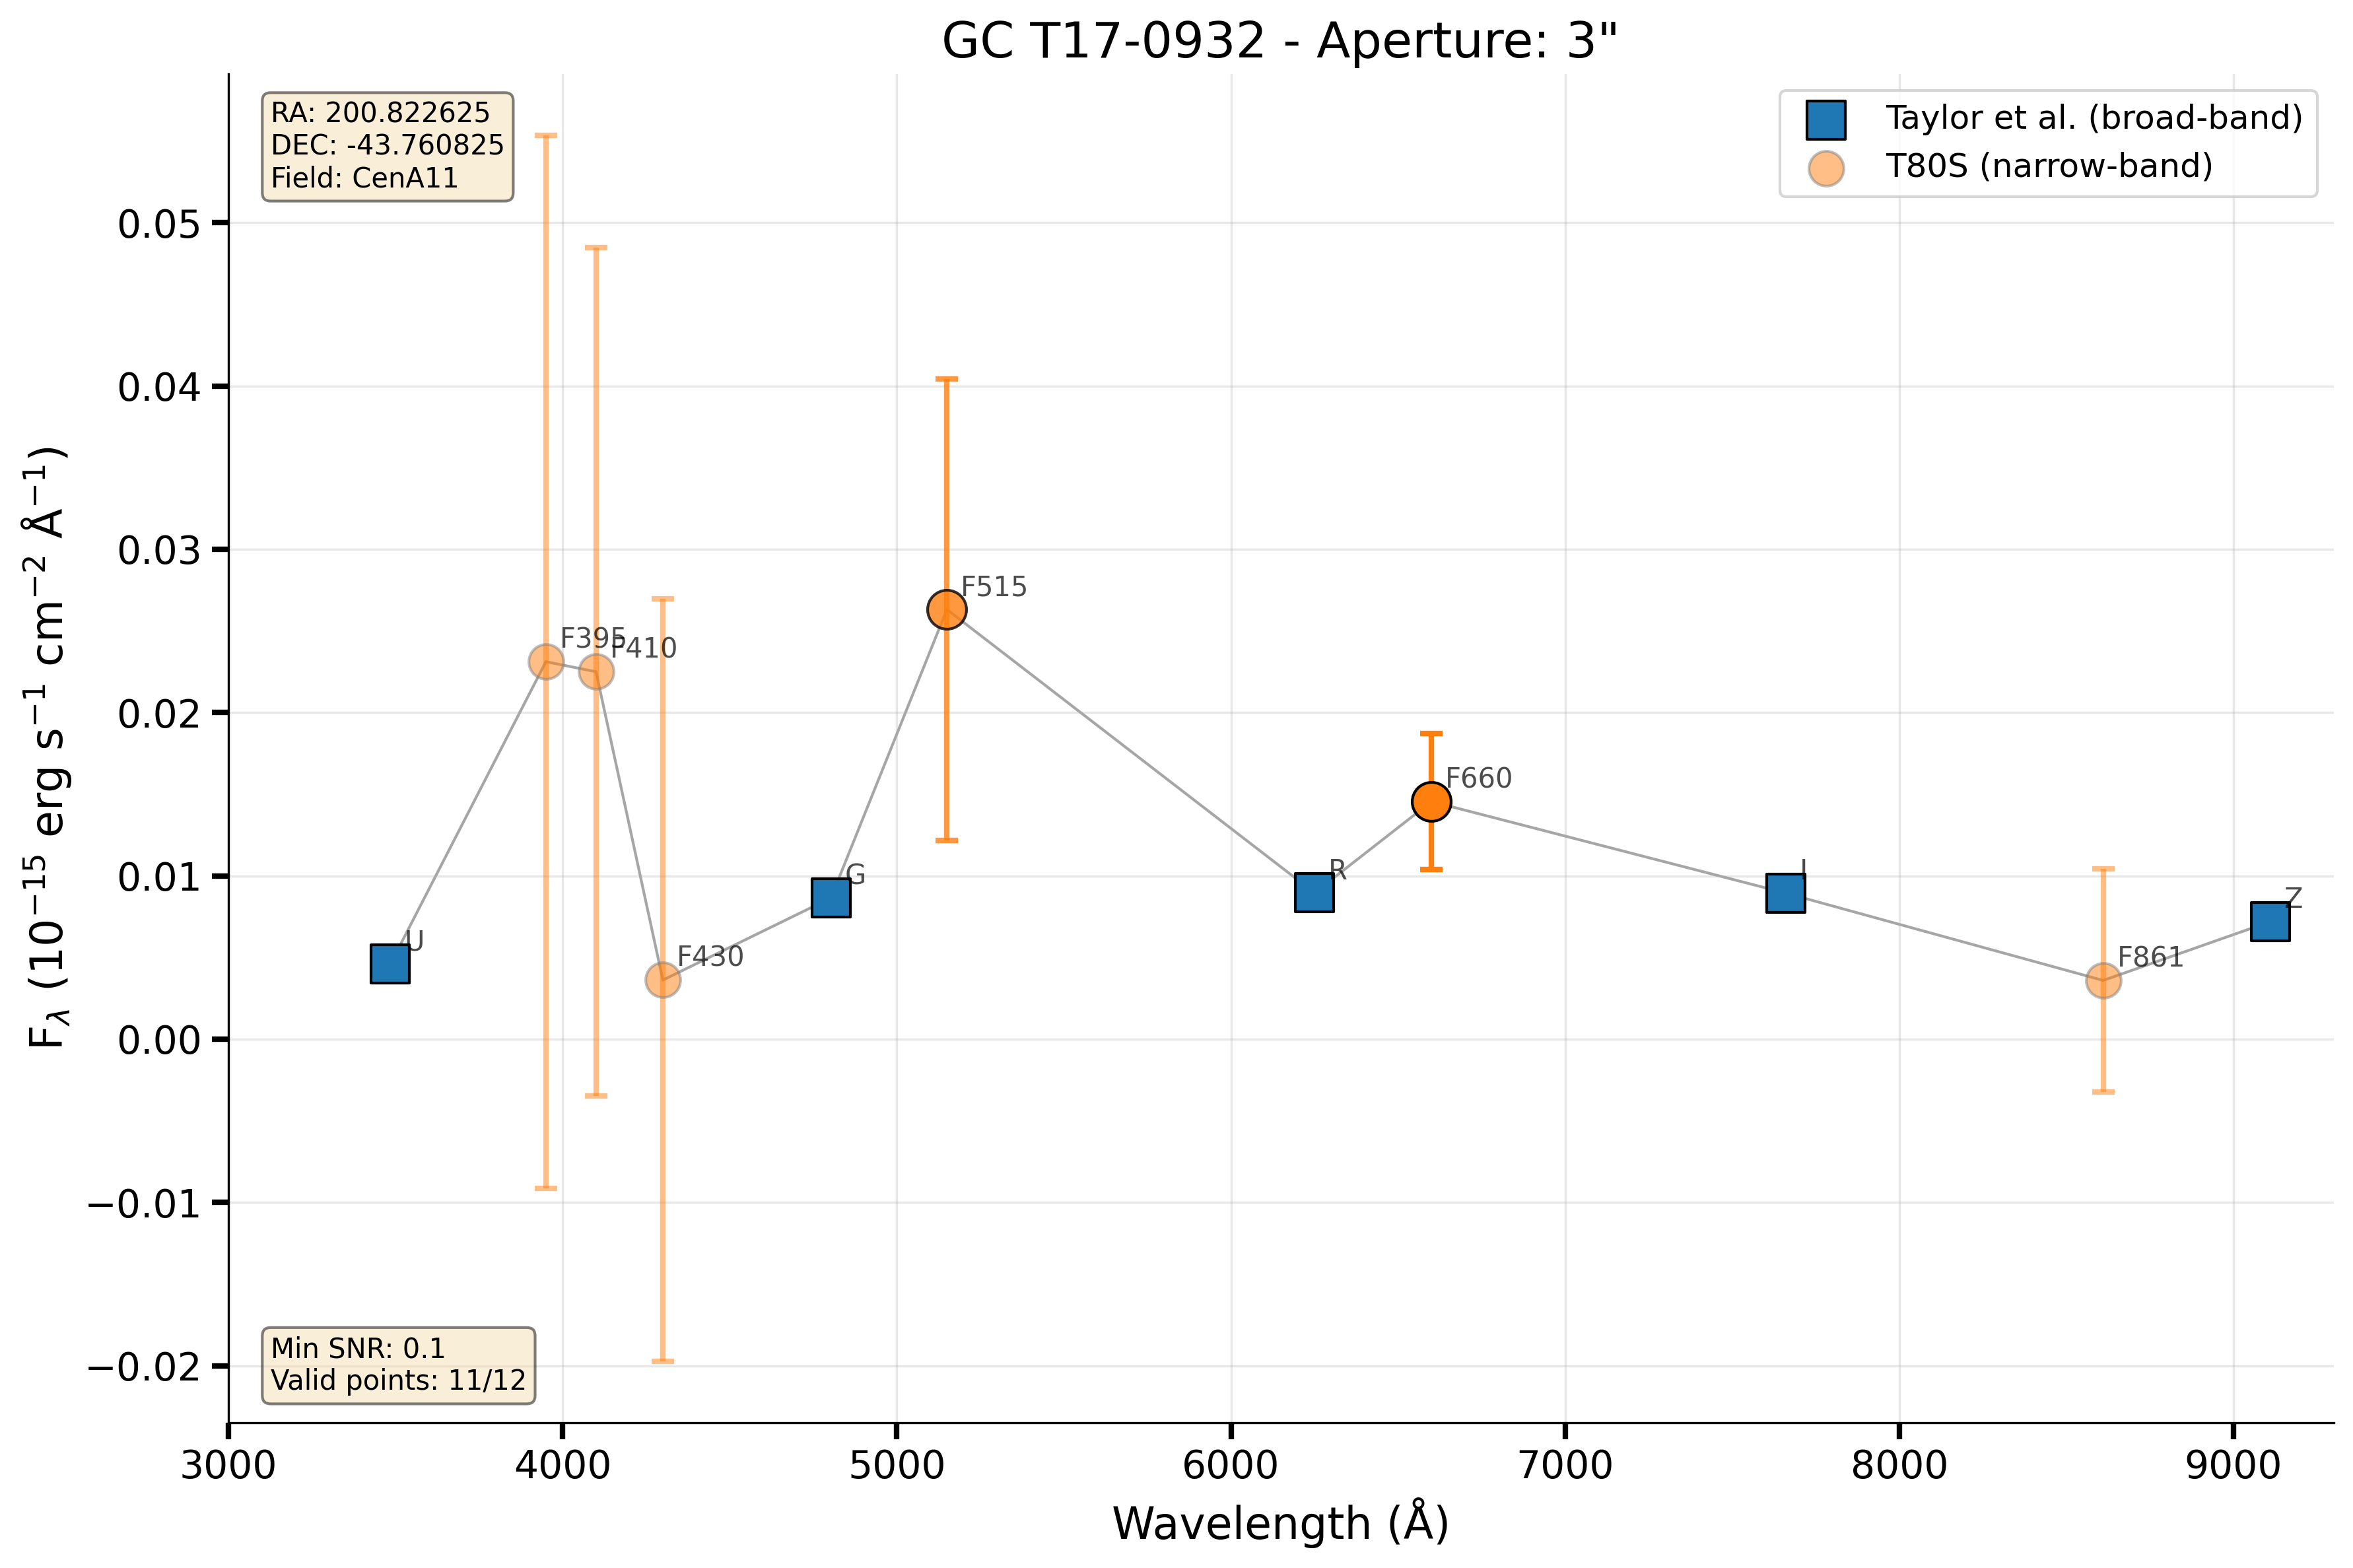 GC T17-0932 - Aperture: 3"
RA: 200.822625
DEC: -43.760825
Field: CenA11
Taylor et al. (broad-band)
T80S (narrow-band)
F$_{\lambda}$ (10$^{-15}$ erg s$^{-1}$ cm$^{-2}$ Å$^{-1}$)
0.05
0.04
0.03
0.02
0.01
0.00
−0.01
−0.02
U
F395
F410
F430
G
F515
R
F660
I
F861
Z
Min SNR: 0.1
Valid points: 11/12
3000 4000 5000 6000 7000 8000 9000
Wavelength (Å)